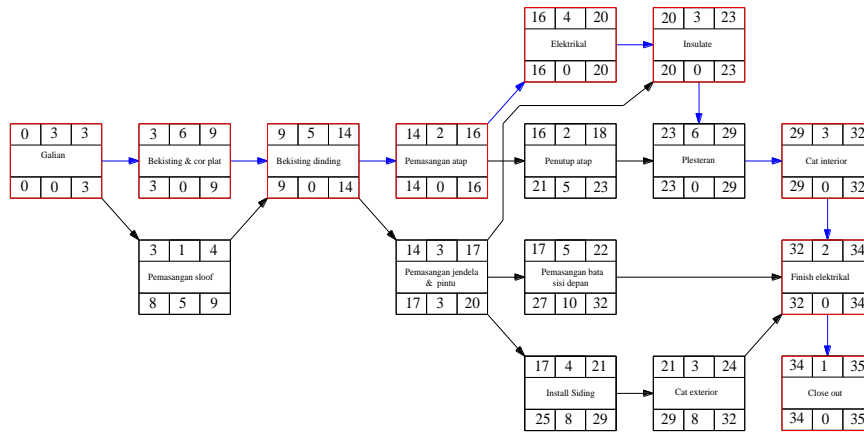 16 4 20
Elektrikal
16 0 20
20 3 23
Insulate
20 0 23
0 3 3
Galian
0 0 3
3 6 9
Bekisting & cor plat
3 0 9
9 5 14
Bekisting dinding
9 0 14
14 2 16
Pemasangan atap
14 0 16
16 2 18
Penutup atap
21 5 23
23 6 29
Plesteran
23 0 29
29 3 32
Cat interior
29 0 32
3 1 4
Pemasangan sloof
8 5 9
14 3 17
Pemasangan jendela
& pintu
17 3 20
17 5 22
Pemasangan bata
sisi depan
27 10 32
32 2 34
Finish elektrikal
32 0 34
17 4 21
Install Siding
25 8 29
21 3 24
Cat exterior
29 8 32
34 1 35
Close out
34 0 35